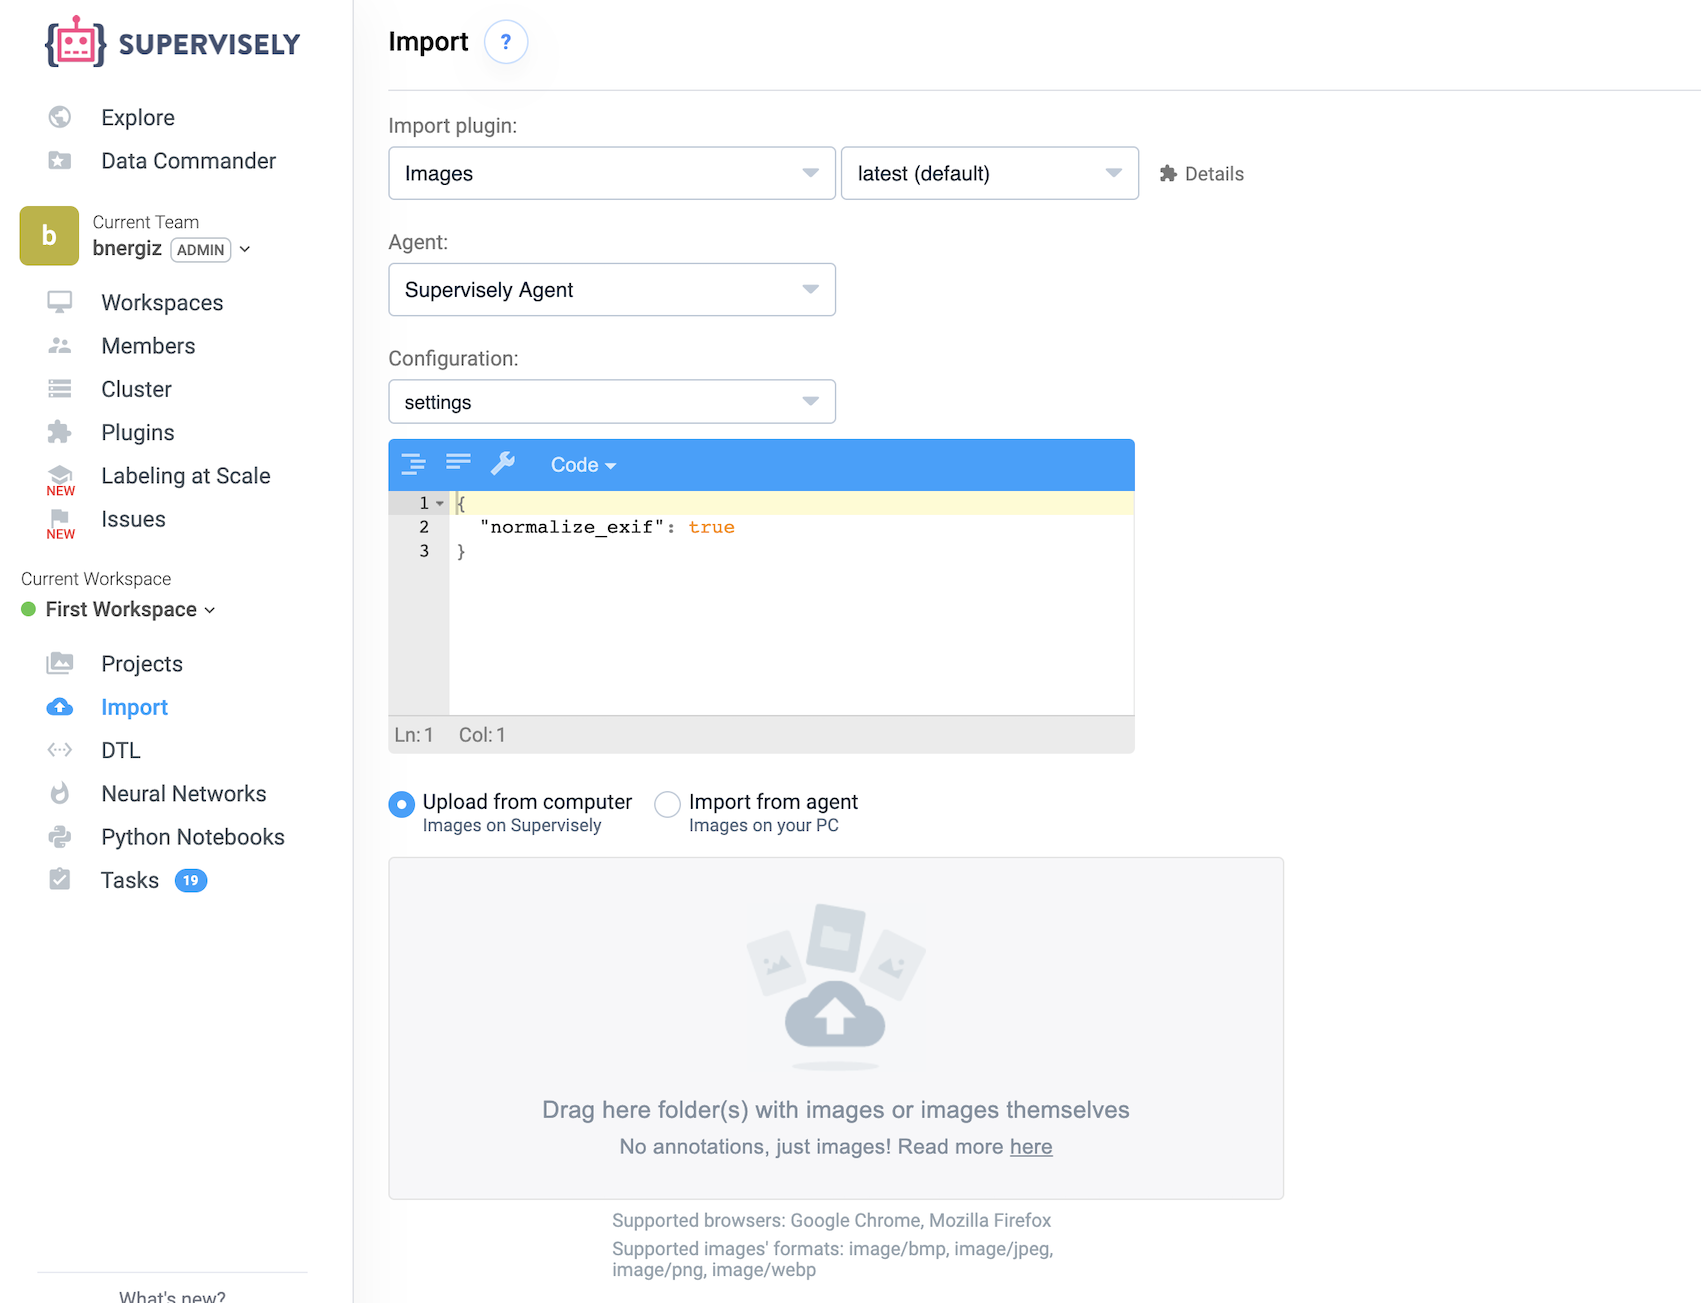 SUPERVISELY
Explore
Data Commander
b
Current Team
bnergiz ADMIN
Workspaces
Members
Cluster
Plugins
Labeling at Scale
NEW
Issues
NEW
Current Workspace
First Workspace
Projects
Import
DTL
Neural Networks
Python Notebooks
Tasks 19
What's new?
Import ?
Import plugin:
Images latest (default) Details
Agent:
Supervisely Agent
Configuration:
settings
Code
1 {
2 "normalize_exif": true
3 }
Ln: 1 Col: 1
Upload from computer
Images on Supervisely
Import from agent
Images on your PC
Drag here folder(s) with images or images themselves
No annotations, just images! Read more here
Supported browsers: Google Chrome, Mozilla Firefox
Supported images' formats: image/bmp, image/jpeg,
image/png, image/webp